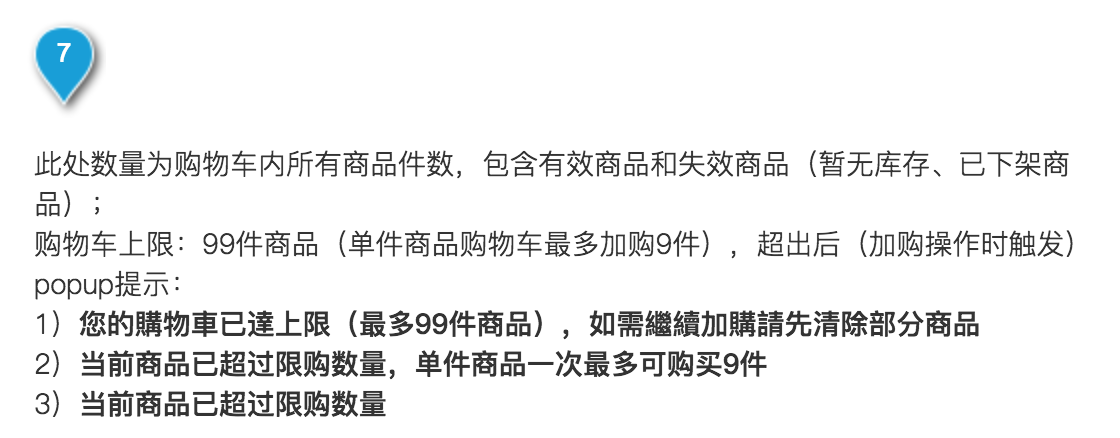 7
此处数量为购物车内所有商品件数，包含有效商品和失效商品（暂无库存、已下架商
品）；
购物车上限：99件商品（单件商品购物车最多加购9件），超出后（加购操作时触发）
popup提示：
1）您的購物車已達上限（最多99件商品），如需繼續加購請先清除部分商品
2）当前商品已超过限购数量，单件商品一次最多可购买9件
3）当前商品已超过限购数量